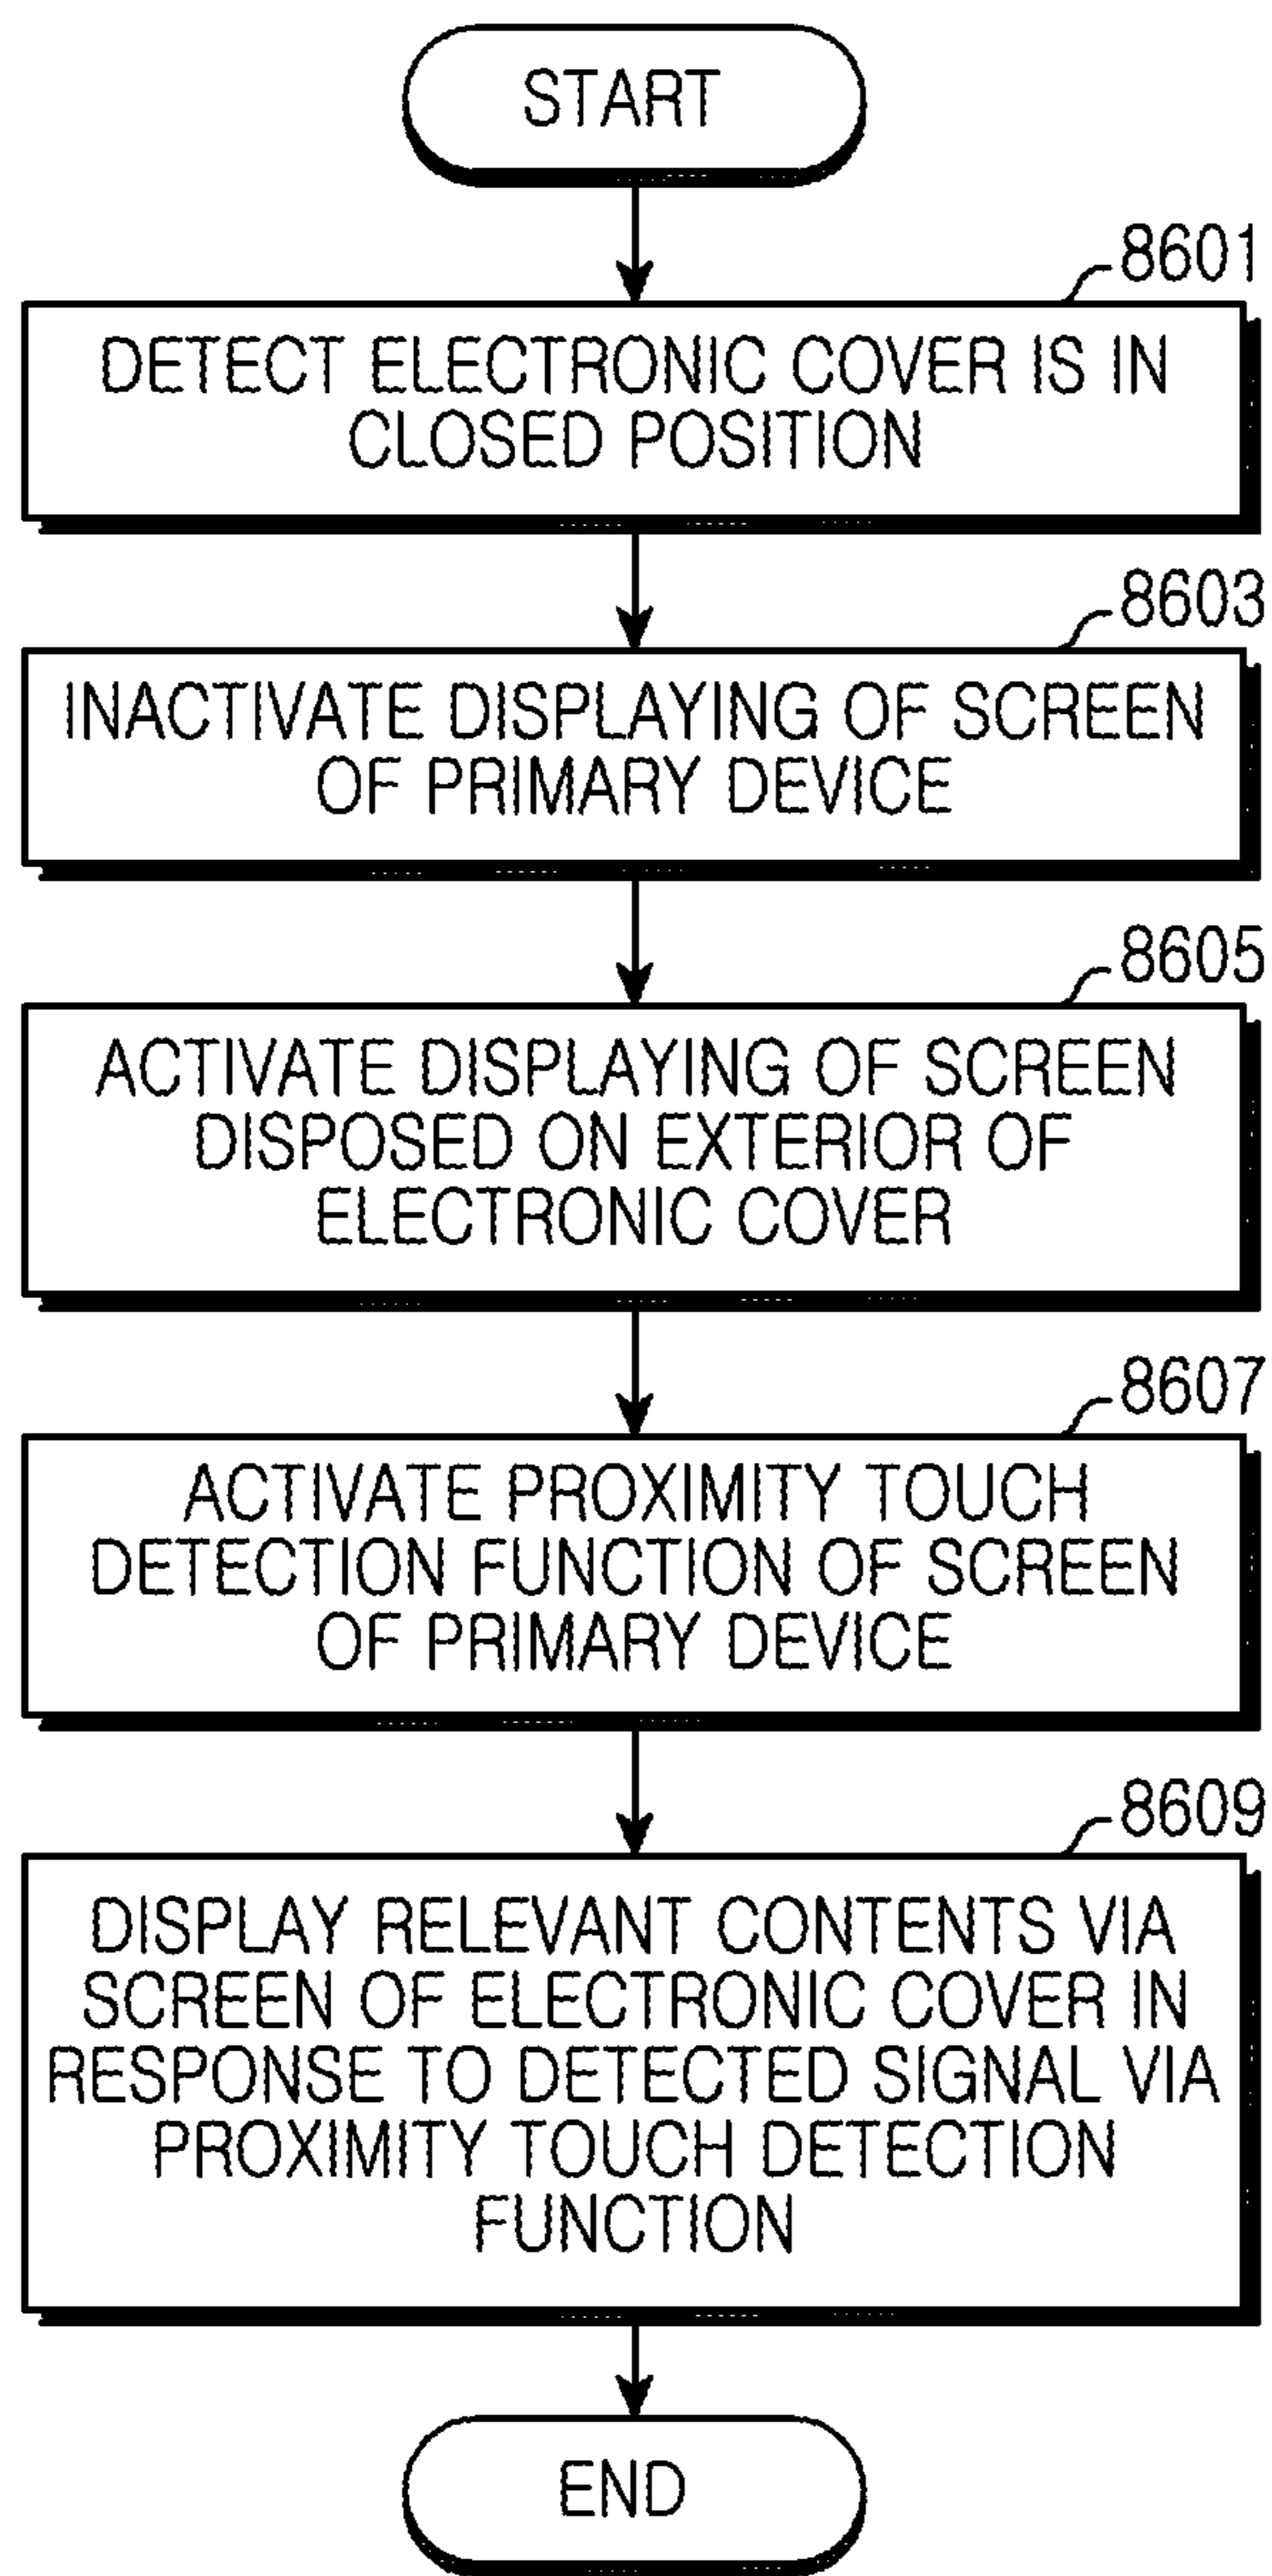 START
8601
DETECT ELECTRONIC COVER IS IN
CLOSED POSITION
8603
INACTIVATE DISPLAYING OF SCREEN
OF PRIMARY DEVICE
8605
ACTIVATE DISPLAYING OF SCREEN
DISPOSED ON EXTERIOR OF
ELECTRONIC COVER
8607
ACTIVATE PROXIMITY TOUCH
DETECTION FUNCTION OF SCREEN
OF PRIMARY DEVICE
8609
DISPLAY RELEVANT CONTENTS VIA
SCREEN OF ELECTRONIC COVER IN
RESPONSE TO DETECTED SIGNAL VIA
PROXIMITY TOUCH DETECTION
FUNCTION
END